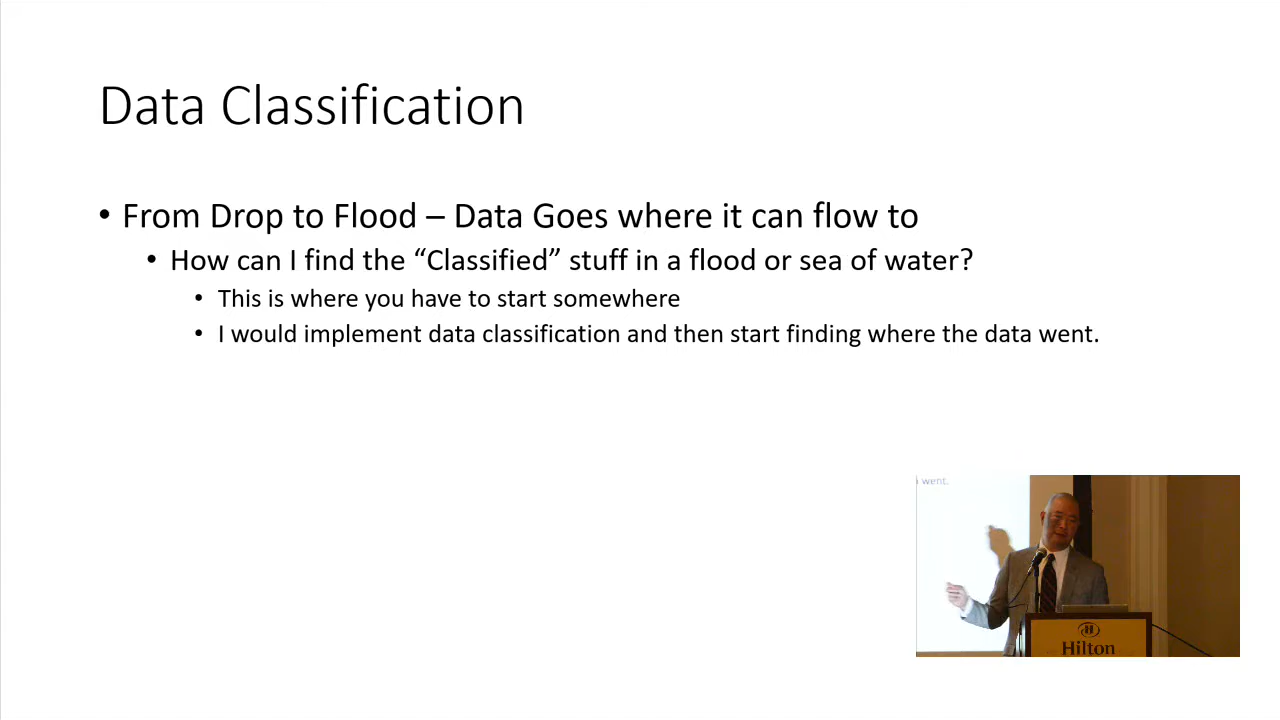 Data Classification
• From Drop to Flood – Data Goes where it can flow to
• How can I find the “Classified” stuff in a flood or sea of water?
• This is where you have to start somewhere
• I would implement data classification and then start finding where the data went.
went.
H
Hilton